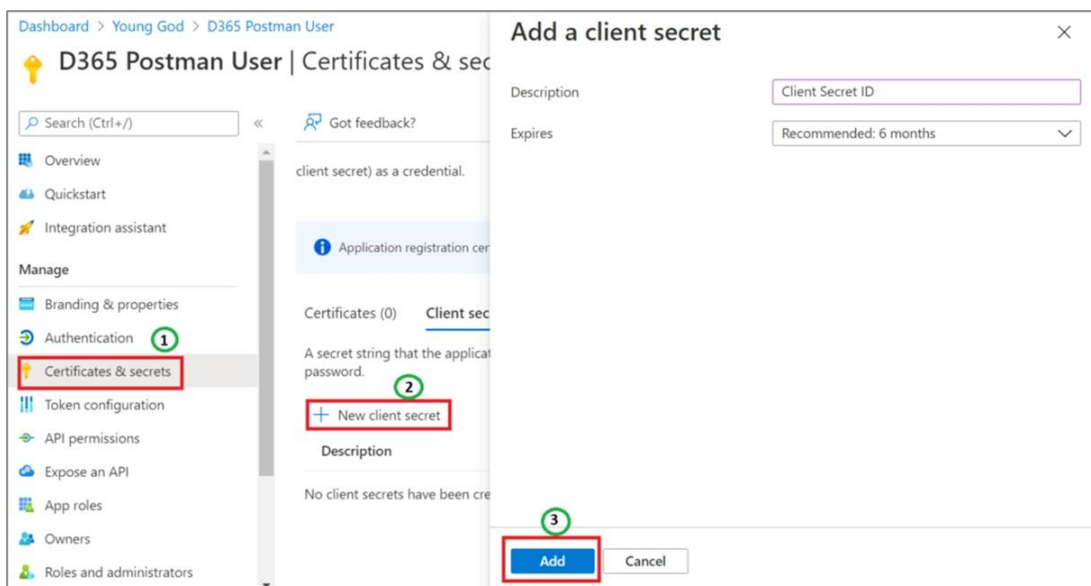 Dashboard > Young God > D365 Postman User
D365 Postman User | Certificates & sec
Search (Ctrl+/)
«
Overview
Quickstart
Integration assistant
Manage
Branding & properties
Authentication
1
Certificates & secrets
Token configuration
API permissions
Expose an API
App roles
Owners
Roles and administrators
Got feedback?
client secret) as a credential.
Application registration cer
Certificates (0) Client sec
A secret string that the applicat
password.
2
+ New client secret
Description
No client secrets have been cre
Add a client secret
Description Client Secret ID
Expires Recommended: 6 months
3
Add Cancel